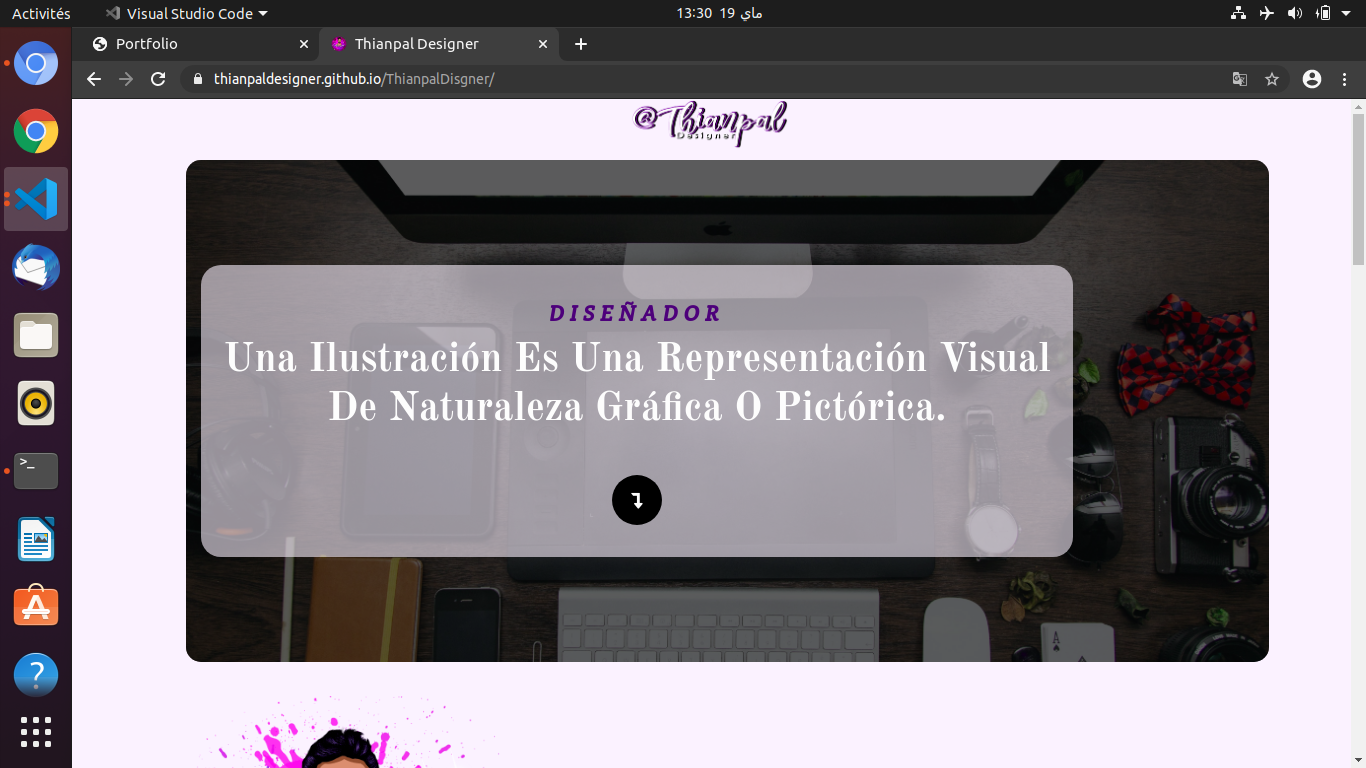 Activités
Visual Studio Code
13:30 19 ماي
Portfolio
Thianpal Designer
thianpaldesigner.github.io/ThianpalDisgner/
@Thianpal
Designer
DISEÑADOR
Una Ilustración Es Una Representación Visual
De Naturaleza Gráfica O Pictórica.
A